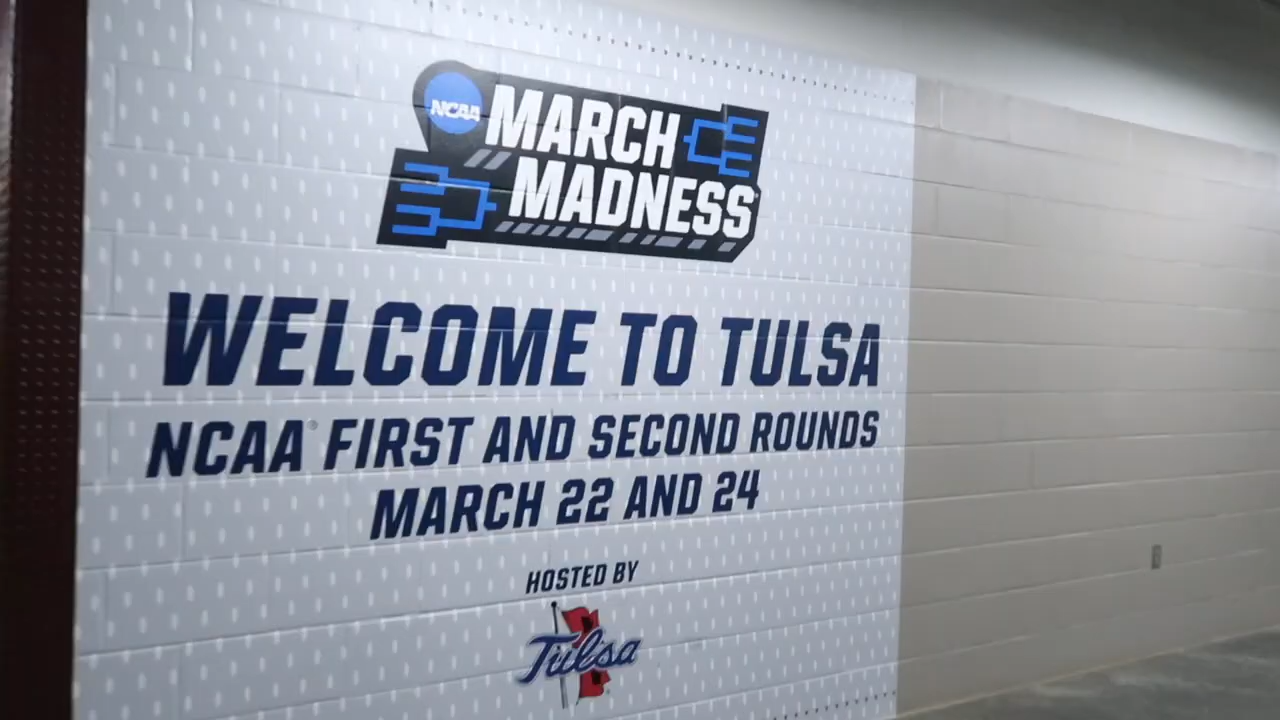 NCAA
MARCH
MADNESS
WELCOME TO TULSA
NCAA® FIRST AND SECOND ROUNDS
MARCH 22 AND 24
HOSTED BY
Tulsa